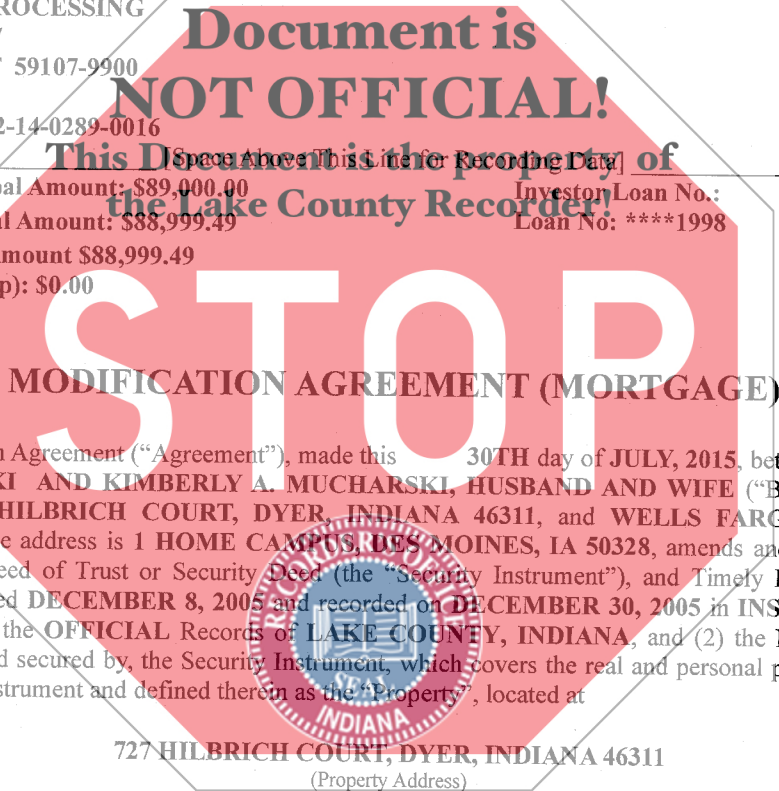 ROCESSING
59107-9900
2-14-0289-0016
Document is
NOT OFFICIAL!
This Document is the property of
the Lake County Recorder!
[Space Above This Line for Recording Data]
al Amount: $89,000.00 Investor Loan No.:
l Amount: $88,999.49 Loan No: ****1998
mount $88,999.49
p): $0.00
STOP
MODIFICATION AGREEMENT (MORTGAGE)
n Agreement (“Agreement”), made this 30TH day of JULY, 2015, bet
KI AND KIMBERLY A. MUCHARSKI, HUSBAND AND WIFE (“B
HILBRICH COURT, DYER, INDIANA 46311, and WELLS FARG
e address is 1 HOME CAMPUS, DES MOINES, IA 50328, amends an
eed of Trust or Security Deed (the “Security Instrument”), and Timely
ed DECEMBER 8, 2005 and recorded on DECEMBER 30, 2005 in INS
the OFFICIAL Records of LAKE COUNTY, INDIANA, and (2) the
d secured by, the Security Instrument, which covers the real and personal p
strument and defined therein as the “Property”, located at
SEAL
INDIANA
727 HILBRICH COURT, DYER, INDIANA 46311
(Property Address)